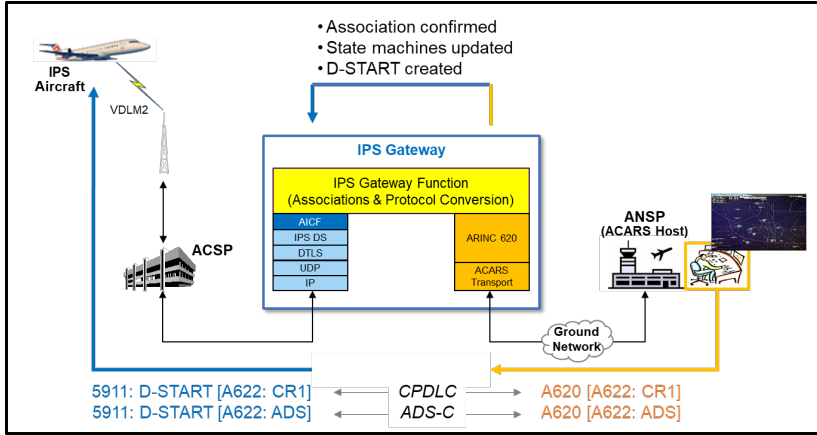 • Association confirmed
• State machines updated
• D-START created
IPS
Aircraft
VDLM2
IPS Gateway
IPS Gateway Function
(Associations & Protocol Conversion)
AICF
IPS DS
DTLS
UDP
IP
ARINC 620
ACARS
Transport
ACSP
ANSP
(ACARS Host)
Ground
Network
5911: D-START [A622: CR1]
CPDLC
A620 [A622: CR1]
5911: D-START [A622: ADS]
ADS-C
A620 [A622: ADS]